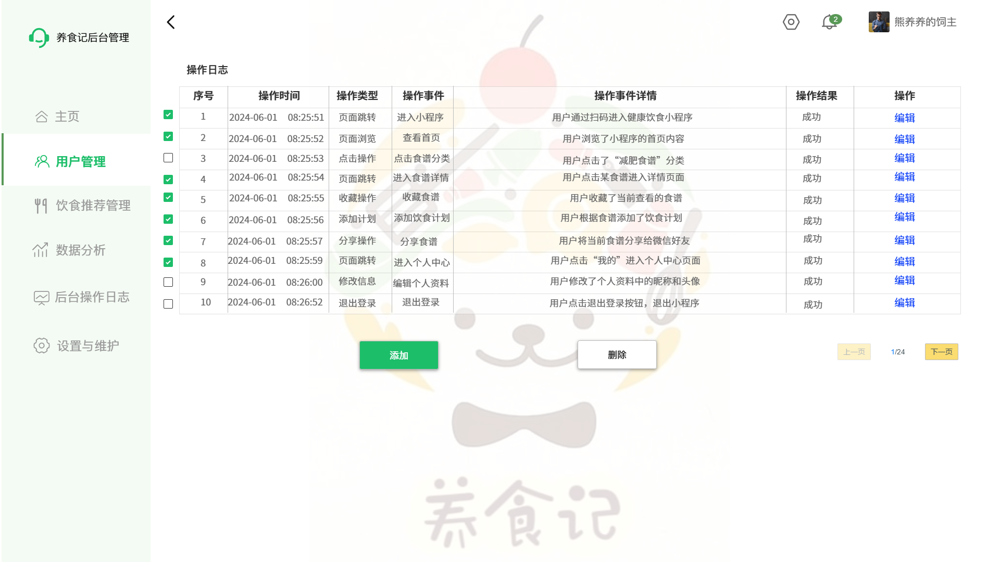 养食记后台管理
2
熊养养的饲主
主页
用户管理
饮食推荐管理
数据分析
后台操作日志
设置与维护
操作日志
序号 操作时间 操作类型 操作事件 操作事件详情 操作结果 操作
1 2024-06-01 08:25:51 页面跳转 进入小程序 用户通过扫码进入健康饮食小程序 成功 编辑
2 2024-06-01 08:25:52 页面浏览 查看首页 用户浏览了小程序的首页内容 成功 编辑
3 2024-06-01 08:25:53 点击操作 点击食谱分类 用户点击了“减肥食谱”分类 成功 编辑
4 2024-06-01 08:25:54 页面跳转 进入食谱详情 用户点击某食谱进入详情页面 成功 编辑
5 2024-06-01 08:25:55 收藏操作 收藏食谱 用户收藏了当前查看的食谱 成功 编辑
6 2024-06-01 08:25:56 添加计划 添加饮食计划 用户根据食谱添加了饮食计划 成功 编辑
7 2024-06-01 08:25:57 分享操作 分享食谱 用户将当前食谱分享给微信好友 成功 编辑
8 2024-06-01 08:25:59 页面跳转 进入个人中心 用户点击“我的”进入个人中心页面 成功 编辑
9 2024-06-01 08:26:00 修改信息 编辑个人资料 用户修改了个人资料中的昵称和头像 成功 编辑
10 2024-06-01 08:26:52 退出登录 退出登录 用户点击退出登录按钮，退出小程序 成功 编辑
添加 删除
上一页 1/24 下一页
养食记